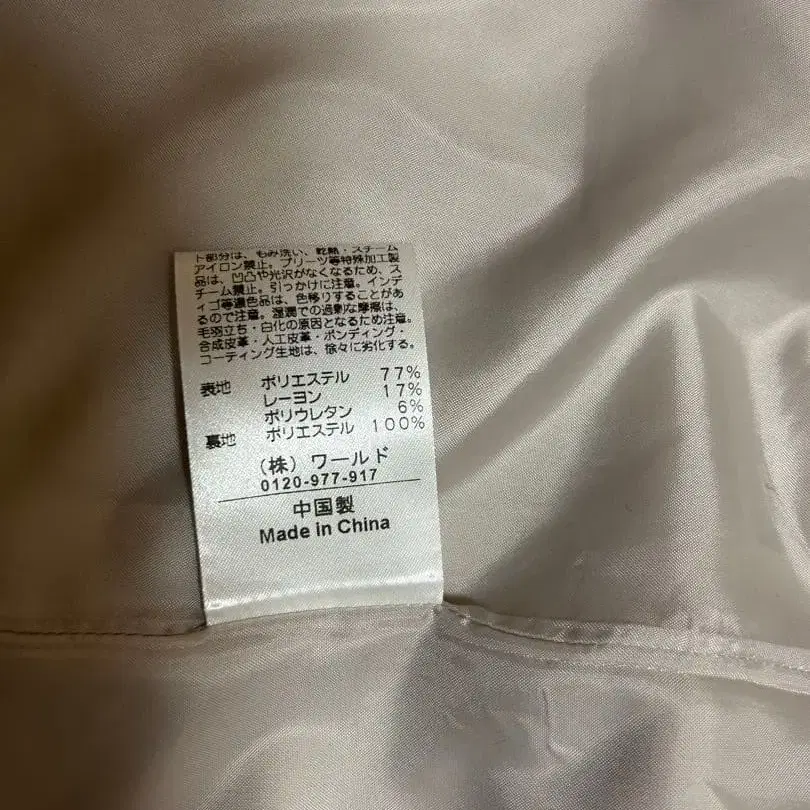 ト部分は、もみ洗い、乾熱・スチーム
アイロン禁止。プリーツ等特殊加工製
品は、凹凸や光沢がなくなるため、ス
チーム禁止。引っかけに注意。インデ
ィゴ等濃色品は、色移りすることがあ
るので注意。湿潤での過剰な摩擦は、
毛羽立ち・白化の原因となるため注意。
合成皮革・人工皮革・ボンディング・
コーティング生地は、徐々に劣化する。
表地 ポリエステル 77%
レーヨン 17%
ポリウレタン 6%
裏地 ポリエステル 100%
(株) ワールド
0120-977-917
中国製
Made in China